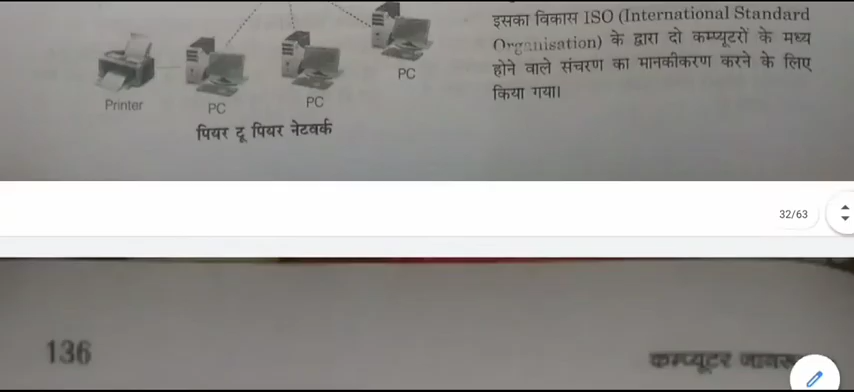 इसका विकास ISO (International Standard
Organisation) के द्वारा दो कम्प्यूटरों के मध्य
होने वाले संचरण का मानकीकरण करने के लिए
किया गया।
Printer
PC
PC
PC
पियर टू पियर नेटवर्क
32/63
136
कम्प्यूटर